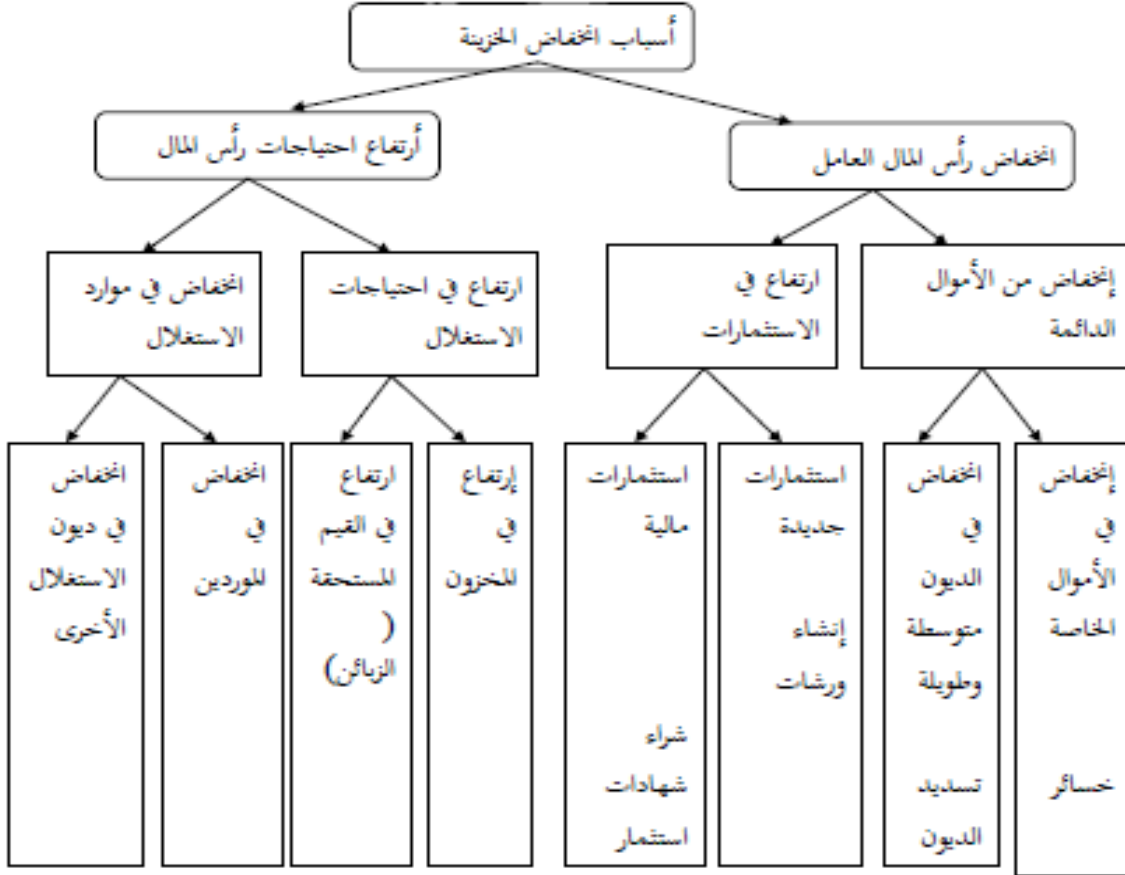 أسباب انخفاض الخزينة
انخفاض رأس المال العامل
أرتفاع احتياجات رأس المال
إنخفاض من الأموال
الدائمة
ارتفاع في
الاستثمارات
ارتفاع في احتياجات
الاستغلال
انخفاض في موارد
الاستغلال
إنخفاض
في
الأموال
الخاصة
خسائر
انخفاض
في
الديون
متوسطة
وطويلة
تسديد
الديون
استثمارات
جديدة
إنشاء
ورشات
استثمارات
مالية
شراء
شهادات
استثمار
إرتفاع
في
المخزون
ارتفاع
في القيم
المستحقة
(
الزبائن)
انخفاض
في
الموردين
انخفاض
في ديون
الاستغلال
الأخرى